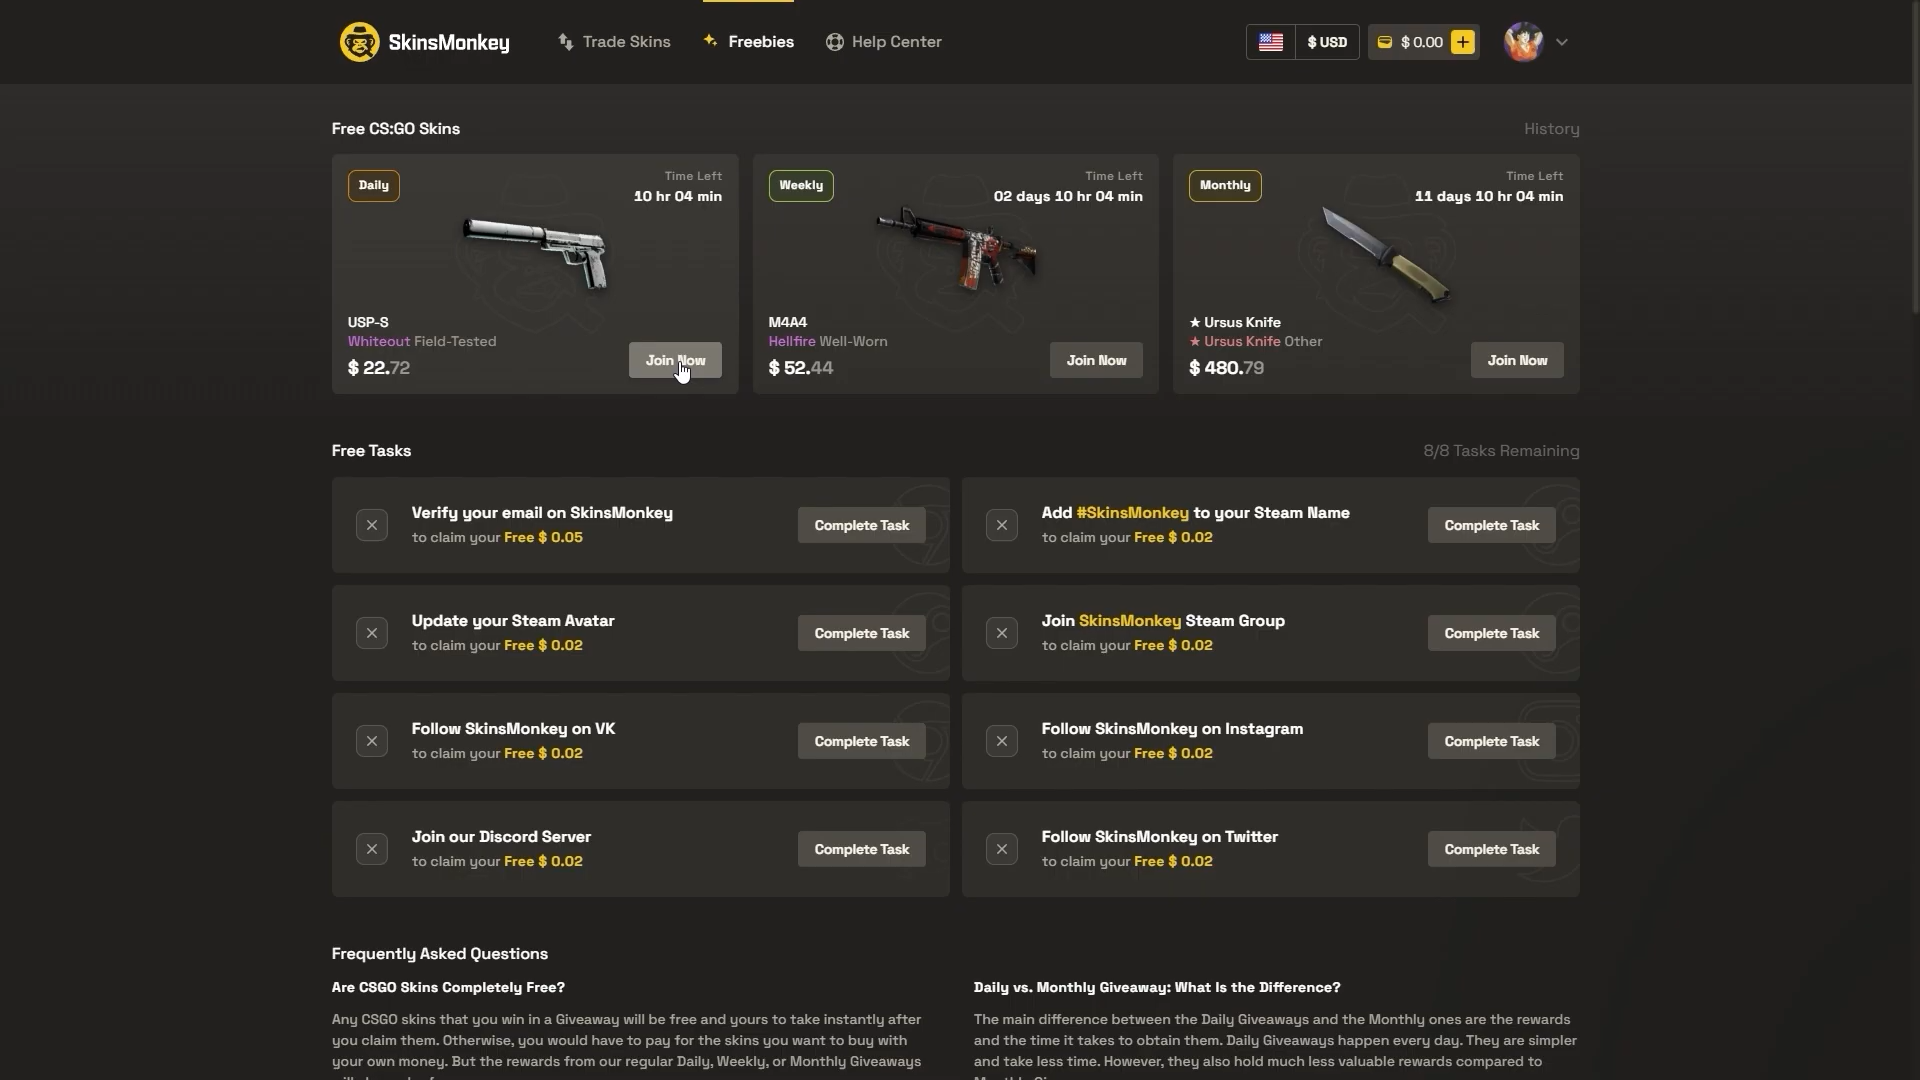 SkinsMonkey
Trade Skins
Freebies
Help Center
$ USD
$ 0.00
Free CS:GO Skins
History
Daily
Time Left
10 hr 04 min
USP-S
Whiteout Field-Tested
$ 22.72
Join Now
Weekly
Time Left
02 days 10 hr 04 min
M4A4
Hellfire Well-Worn
$ 52.44
Join Now
Monthly
Time Left
11 days 10 hr 04 min
★ Ursus Knife
★ Ursus Knife Other
$ 480.79
Join Now
Free Tasks
8/8 Tasks Remaining
Verify your email on SkinsMonkey
to claim your Free $ 0.05
Complete Task
Add #SkinsMonkey to your Steam Name
to claim your Free $ 0.02
Complete Task
Update your Steam Avatar
to claim your Free $ 0.02
Complete Task
Join SkinsMonkey Steam Group
to claim your Free $ 0.02
Complete Task
Follow SkinsMonkey on VK
to claim your Free $ 0.02
Complete Task
Follow SkinsMonkey on Instagram
to claim your Free $ 0.02
Complete Task
Join our Discord Server
to claim your Free $ 0.02
Complete Task
Follow SkinsMonkey on Twitter
to claim your Free $ 0.02
Complete Task
Frequently Asked Questions
Are CSGO Skins Completely Free?
Any CSGO skins that you win in a Giveaway will be free and yours to take instantly after
you claim them. Otherwise, you would have to pay for the skins you want to buy with
your own money. But the rewards from our regular Daily, Weekly, or Monthly Giveaways
Daily vs. Monthly Giveaway: What Is the Difference?
The main difference between the Daily Giveaways and the Monthly ones are the rewards
and the time it takes to obtain them. Daily Giveaways happen every day. They are simpler
and take less time. However, they also hold much less valuable rewards compared to